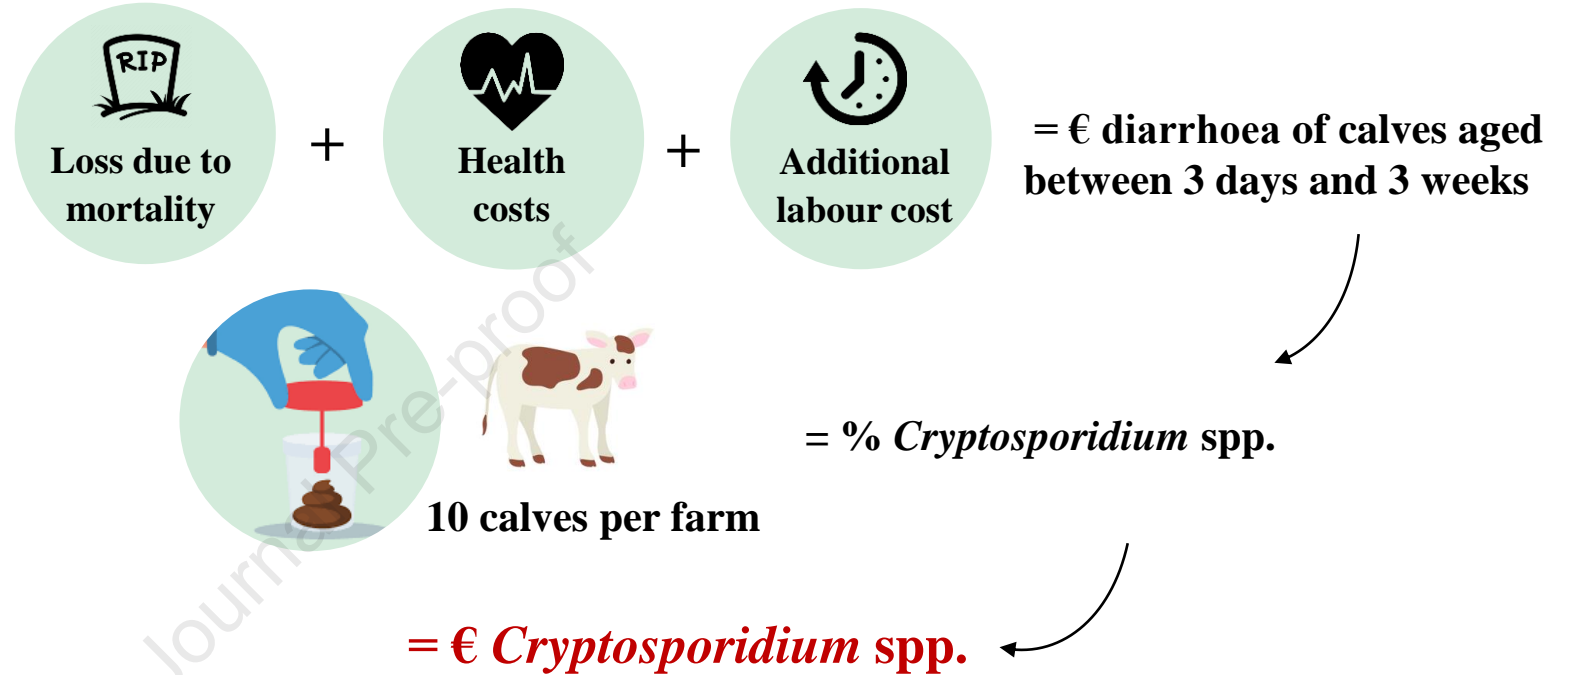 RIP
Loss due to
mortality
+
Health
costs
+
Additional
labour cost
= € diarrhoea of calves aged
between 3 days and 3 weeks
10 calves per farm
= % Cryptosporidium spp.
= € Cryptosporidium spp.
Journal Pre-proof